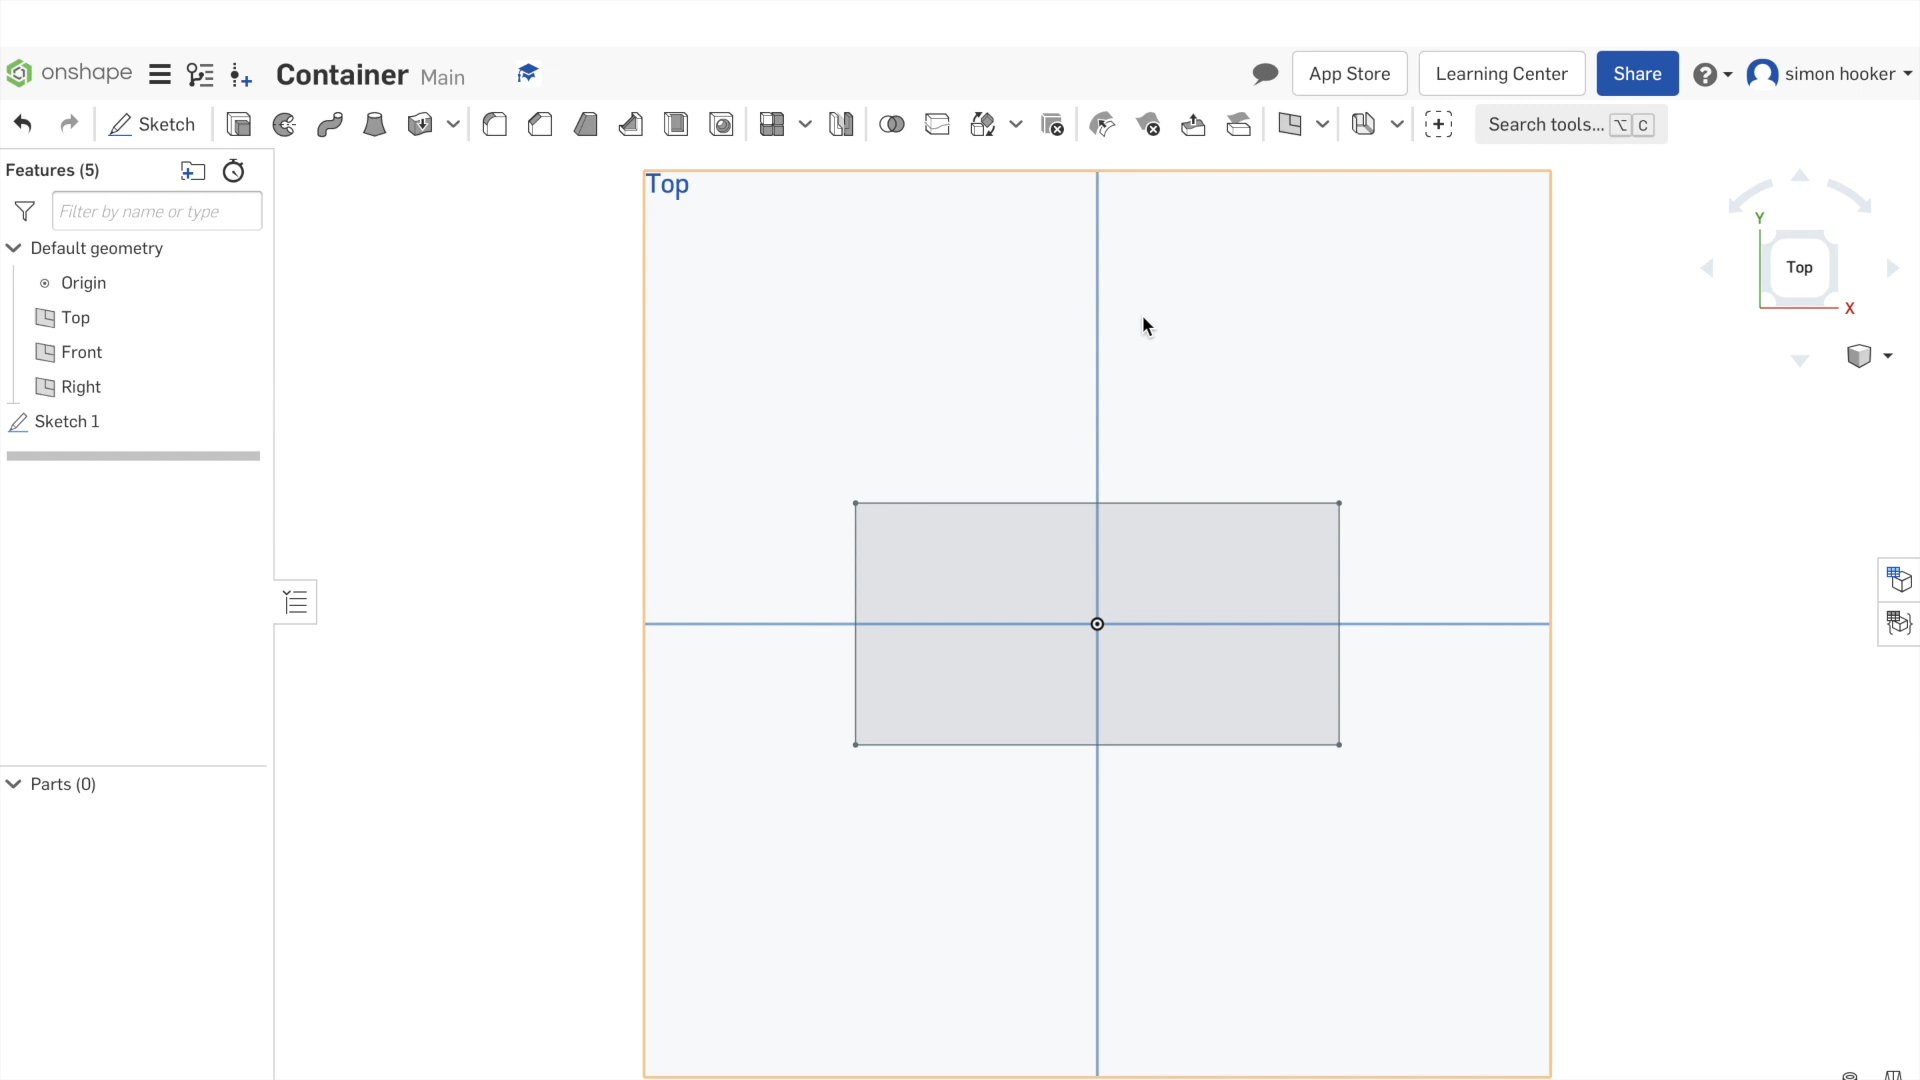 onshape Container Main App Store Learning Center Share simon hooker
Sketch Search tools... ⌥ C
Features (5)
Filter by name or type
Default geometry
Origin
Top
Front
Right
Sketch 1
Parts (0)
Top
Y
Top
X